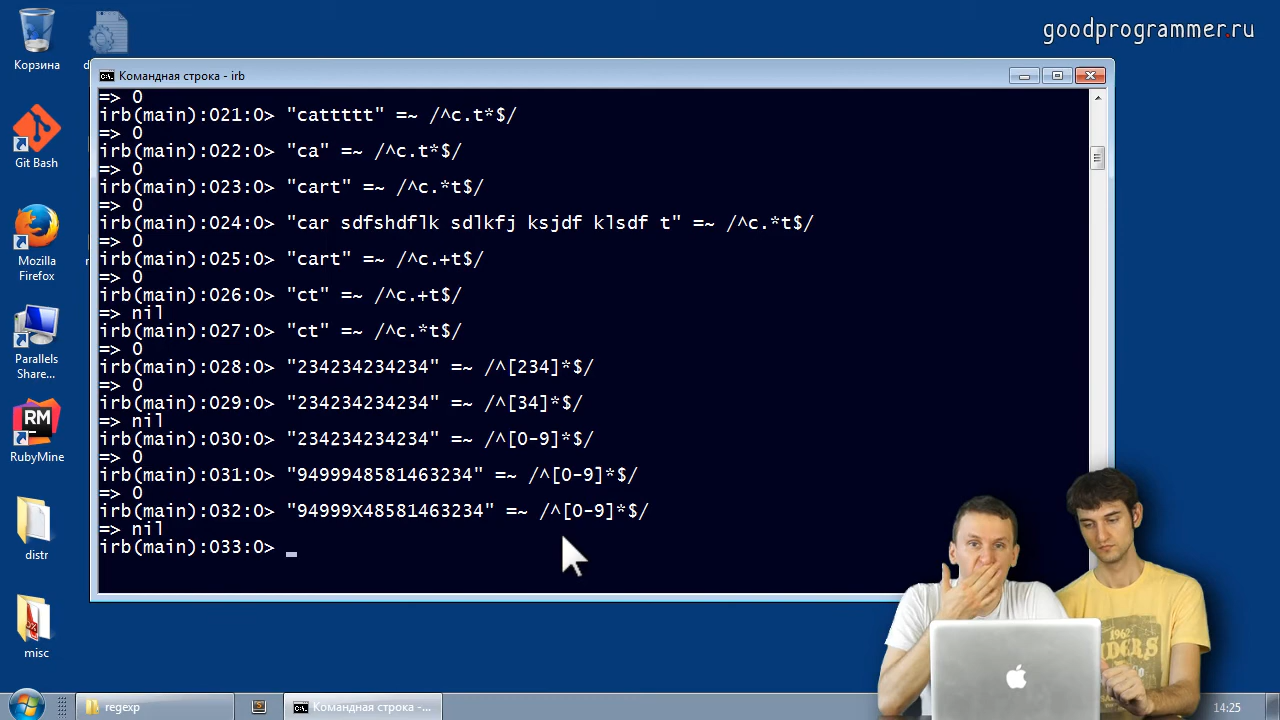 goodprogrammer.ru
Корзина
Командная строка - irb
=> 0
irb(main):021:0> "cattttt" =~ /^c.t*$/
=> 0
irb(main):022:0> "ca" =~ /^c.t*$/
=> 0
irb(main):023:0> "cart" =~ /^c.*t$/
=> 0
irb(main):024:0> "car sdfshdflk sdlkfj ksjdf klsdf t" =~ /^c.*t$/
=> 0
irb(main):025:0> "cart" =~ /^c.+t$/
=> 0
irb(main):026:0> "ct" =~ /^c.+t$/
=> nil
irb(main):027:0> "ct" =~ /^c.*t$/
=> 0
irb(main):028:0> "234234234234" =~ /^[234]*$/
=> 0
irb(main):029:0> "234234234234" =~ /^[34]*$/
=> nil
irb(main):030:0> "234234234234" =~ /^[0-9]*$/
=> 0
irb(main):031:0> "94999485814632​34" =~ /^[0-9]*$/
=> 0
irb(main):032:0> "94999X48581463234" =~ /^[0-9]*$/
=> nil
irb(main):033:0>
Git Bash
Mozilla
Firefox
Parallels
Share...
RM
RubyMine
distr
misc
regexp
Командная строка -...
14:25